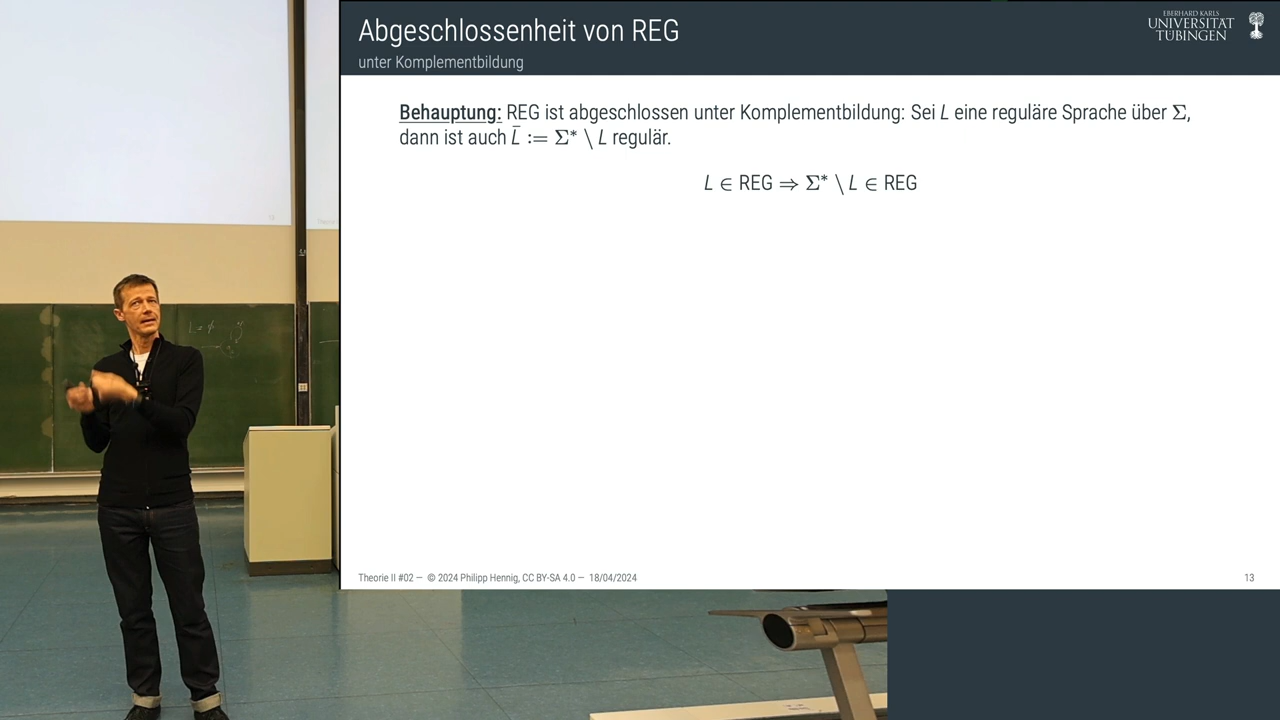 Abgeschlossenheit von REG
unter Komplementbildung
EBERHARD KARLS
UNIVERSITÄT
TÜBINGEN
Behauptung: REG ist abgeschlossen unter Komplementbildung: Sei L eine reguläre Sprache über Σ,
dann ist auch L̄ := Σ* \ L regulär.
L ∈ REG ⇒ Σ* \ L ∈ REG
L = ϕ
Theorie II #02 — © 2024 Philipp Hennig, CC BY-SA 4.0 — 18/04/2024
13